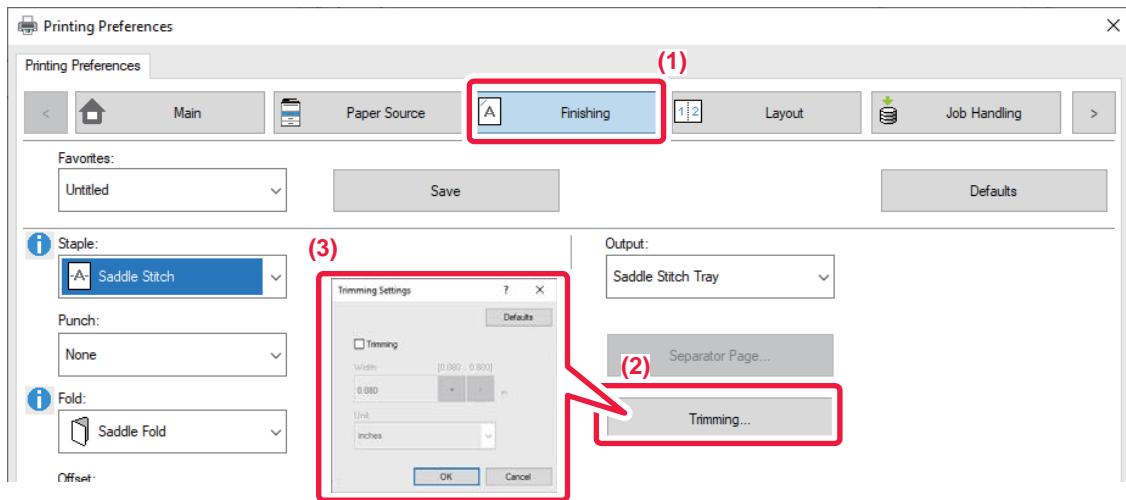 Printing Preferences
Printing Preferences
(1)
< Main Paper Source A Finishing 1 2 Layout Job Handling >
Favorites:
Untitled Save Defaults
Staple:
-A- Saddle Stitch
Punch:
None
Fold:
Saddle Fold
Offset:
(3)
Trimming Settings ? ×
Defaults
Trimming
Width: [0.080 .. 0.800]
0.080 in
Unit:
inches
OK Cancel
Output:
Saddle Stitch Tray
Separator Page...
(2)
Trimming...